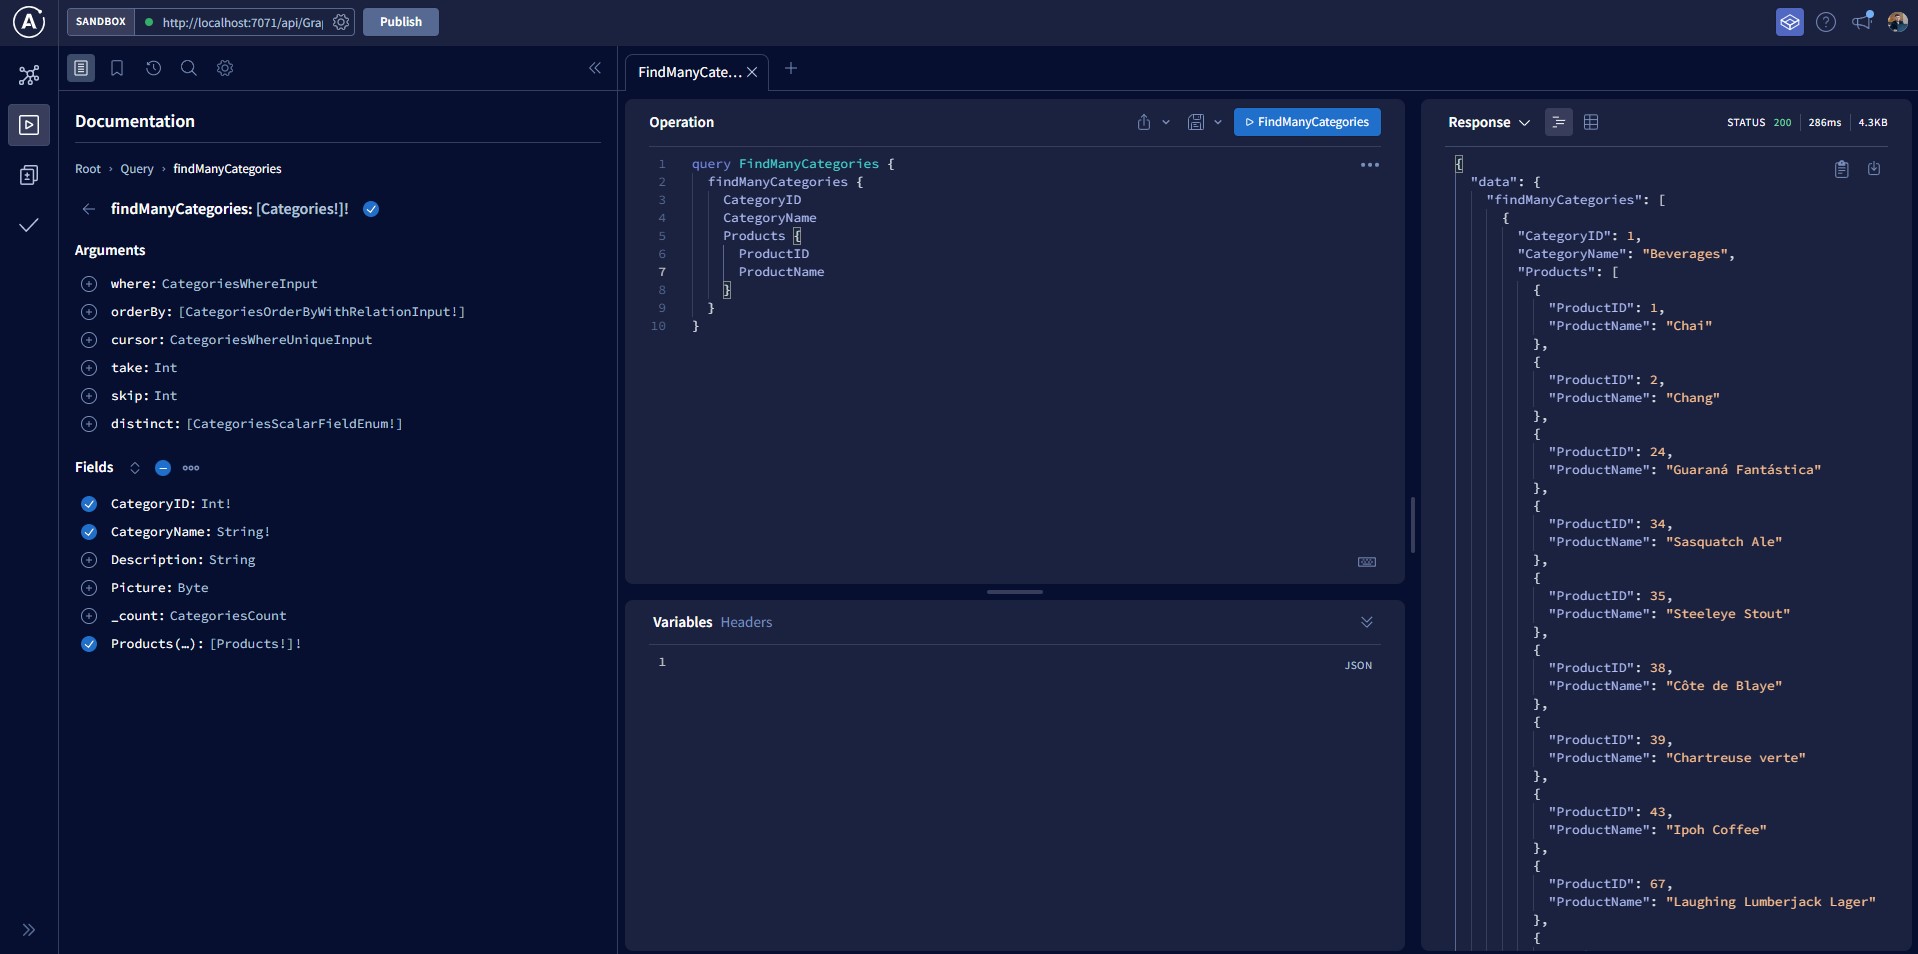 SANDBOX
http://localhost:7071/api/Gra
Publish
Documentation
Root › Query › findManyCategories
findManyCategories: [Categories!]!
Arguments
where: CategoriesWhereInput
orderBy: [CategoriesOrderByWithRelationInput!]
cursor: CategoriesWhereUniqueInput
take: Int
skip: Int
distinct: [CategoriesScalarFieldEnum!]
Fields
CategoryID: Int!
CategoryName: String!
Description: String
Picture: Byte
_count: CategoriesCount
Products(…): [Products!]!
FindManyCate…
Operation
FindManyCategories
1 query FindManyCategories {
2 findManyCategories {
3 CategoryID
4 CategoryName
5 Products {
6 ProductID
7 ProductName
8 }
9 }
10 }
Variables Headers
1
JSON
Response
STATUS 200 286ms 4.3KB
{
"data": {
"findManyCategories": [
{
"CategoryID": 1,
"CategoryName": "Beverages",
"Products": [
{
"ProductID": 1,
"ProductName": "Chai"
},
{
"ProductID": 2,
"ProductName": "Chang"
},
{
"ProductID": 24,
"ProductName": "Guaraná Fantástica"
},
{
"ProductID": 34,
"ProductName": "Sasquatch Ale"
},
{
"ProductID": 35,
"ProductName": "Steeleye Stout"
},
{
"ProductID": 38,
"ProductName": "Côte de Blaye"
},
{
"ProductID": 39,
"ProductName": "Chartreuse verte"
},
{
"ProductID": 43,
"ProductName": "Ipoh Coffee"
},
{
"ProductID": 67,
"ProductName": "Laughing Lumberjack Lager"
},
{